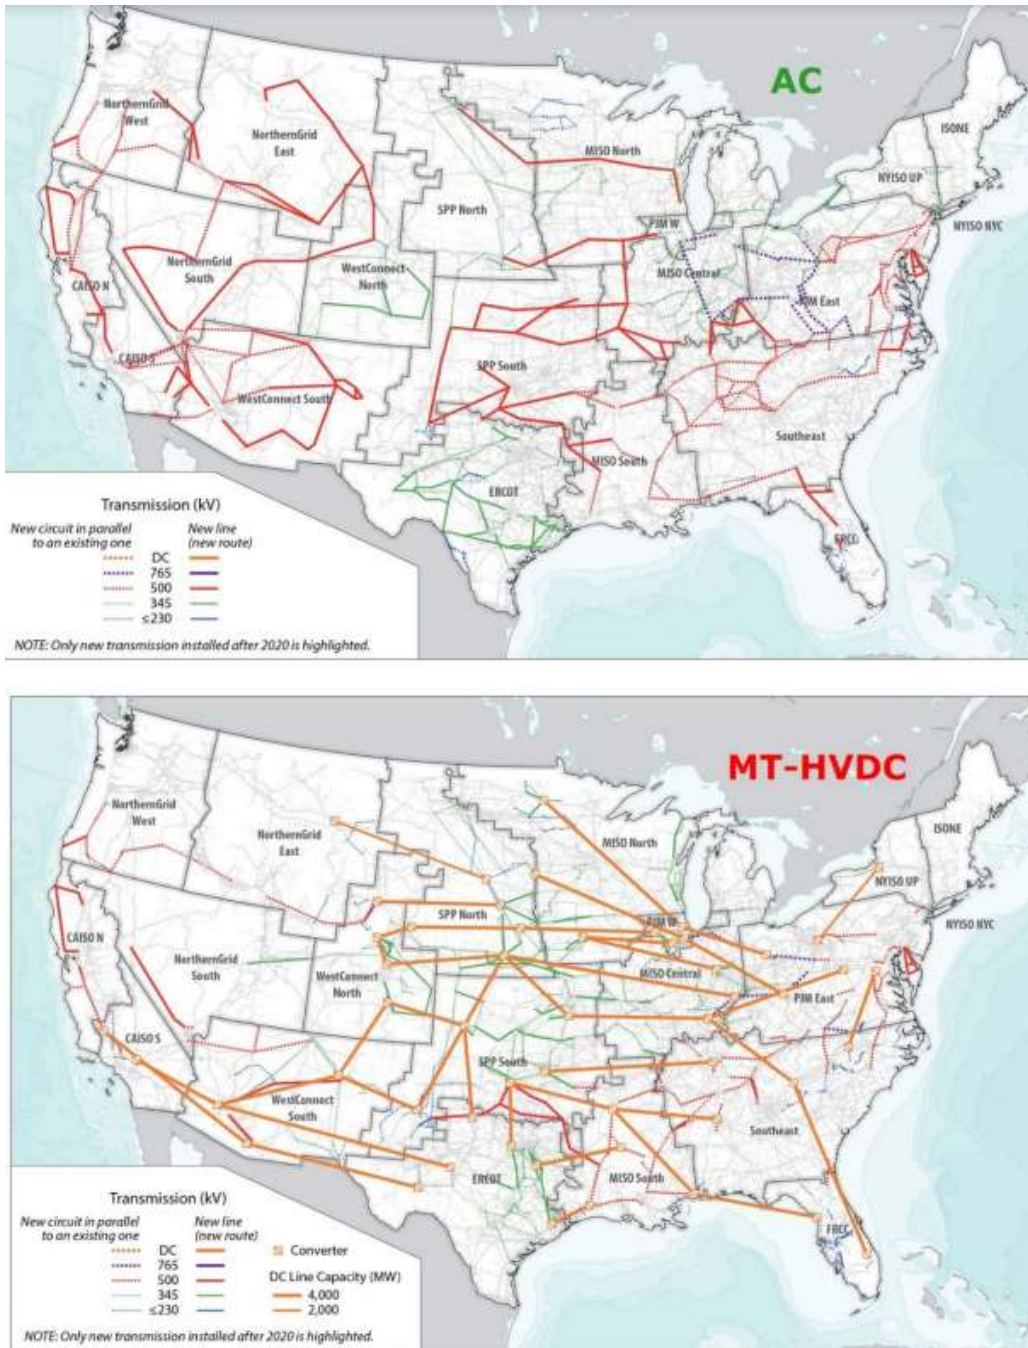 AC
NorthernGrid
West
NorthernGrid
East
MISO North
ISONE
NYISO UP
NYISO NYC
SPP North
PJM W
MISO Central
PJM East
CAISO N
NorthernGrid
South
WestConnect
North
CAISO S
SPP South
WestConnect South
Southeast
MISO South
ERCOT
FRCC
Transmission (kV)
New circuit in parallel
to an existing one
New line
(new route)
DC
765
500
345
≤230
NOTE: Only new transmission installed after 2020 is highlighted.
MT-HVDC
NorthernGrid
West
NorthernGrid
East
MISO North
ISONE
NYISO UP
NYISO NYC
SPP North
PJM W
CAISO N
NorthernGrid
South
WestConnect
North
MISO Central
PJM East
CAISO S
SPP South
WestConnect
South
Southeast
ERCOT
MISO South
FRCC
Transmission (kV)
New circuit in parallel
to an existing one
New line
(new route)
DC
765
500
345
≤230
Converter
DC Line Capacity (MW)
4,000
2,000
NOTE: Only new transmission installed after 2020 is highlighted.